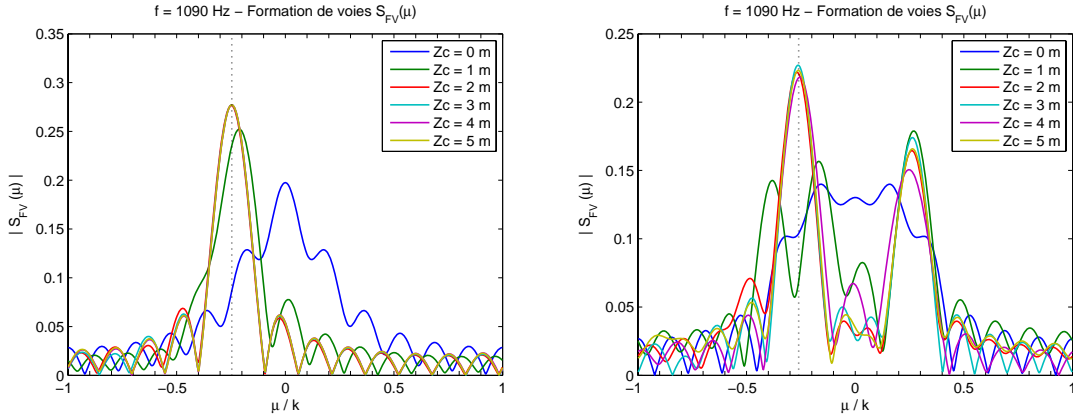 f = 1090 Hz − Formation de voies S_FV(μ)
0.35
0.3
0.25
0.2
0.15
0.1
0.05
0
| S_FV (μ) |
−1
−0.5
0
0.5
1
μ / k
Zc = 0 m
Zc = 1 m
Zc = 2 m
Zc = 3 m
Zc = 4 m
Zc = 5 m
f = 1090 Hz − Formation de voies S_FV(μ)
0.25
0.2
0.15
0.1
0.05
0
| S_FV (μ) |
−1
−0.5
0
0.5
1
μ / k
Zc = 0 m
Zc = 1 m
Zc = 2 m
Zc = 3 m
Zc = 4 m
Zc = 5 m